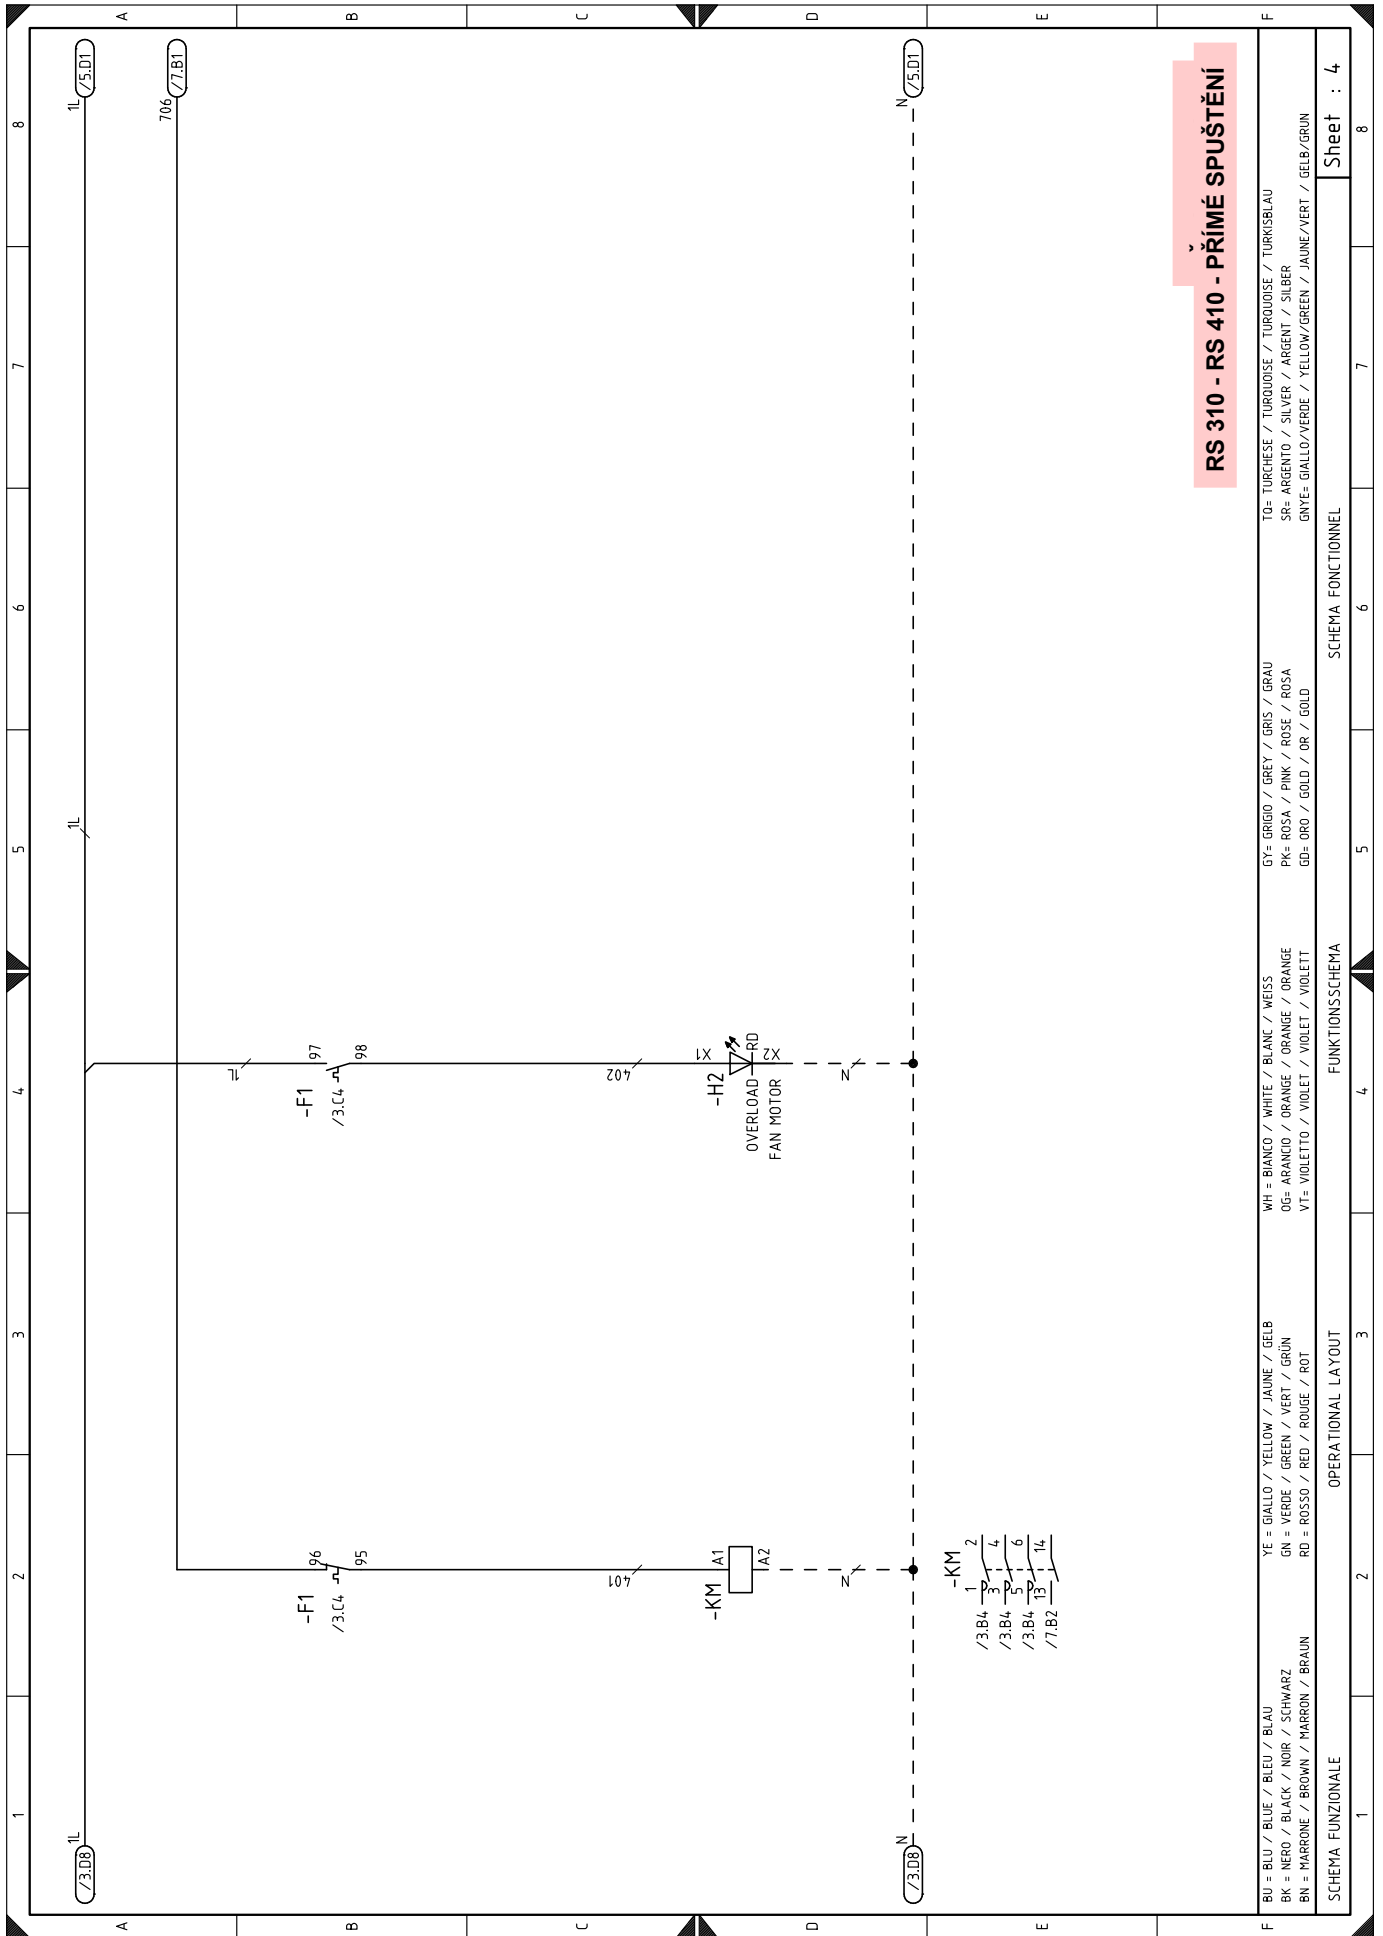 1 2 3 4 5 6 7 8
A A
B B
C C
D D
E E
F F
/3.D8 1L
1L
1L /5.D1
706 /7.B1
-F1
/3.C4
96
95
401
-KM
A1
A2
N
1L
-F1
/3.C4
97
98
402
-H2
X1
X2
RD
OVERLOAD
FAN MOTOR
N
/3.D8 N
N /5.D1
-KM
/3.B4 1 2
/3.B4 3 4
/3.B4 5 6
/7.B2 13 14
RS 310 - RS 410 - PŘÍMÉ SPUŠTĚNÍ
BU = BLU / BLUE / BLEU / BLAU
BK = NERO / BLACK / NOIR / SCHWARZ
BN = MARRONE / BROWN / MARRON / BRAUN
YE = GIALLO / YELLOW / JAUNE / GELB
GN = VERDE / GREEN / VERT / GRÜN
RD = ROSSO / RED / ROUGE / ROT
WH = BIANCO / WHITE / BLANC / WEISS
OG= ARANCIO / ORANGE / ORANGE / ORANGE
VT= VIOLETTO / VIOLET / VIOLET / VIOLETT
GY= GRIGIO / GREY / GRIS / GRAU
PK= ROSA / PINK / ROSE / ROSA
GD= ORO / GOLD / OR / GOLD
TQ= TURCHESE / TURQUOISE / TURQUOISE / TURKISBLAU
SR= ARGENTO / SILVER / ARGENT / SILBER
GNYE= GIALLO/VERDE / YELLOW/GREEN / JAUNE/VERT / GELB/GRUN
SCHEMA FUNZIONALE OPERATIONAL LAYOUT FUNKTIONSSCHEMA SCHEMA FONCTIONNEL Sheet : 4
1 2 3 4 5 6 7 8